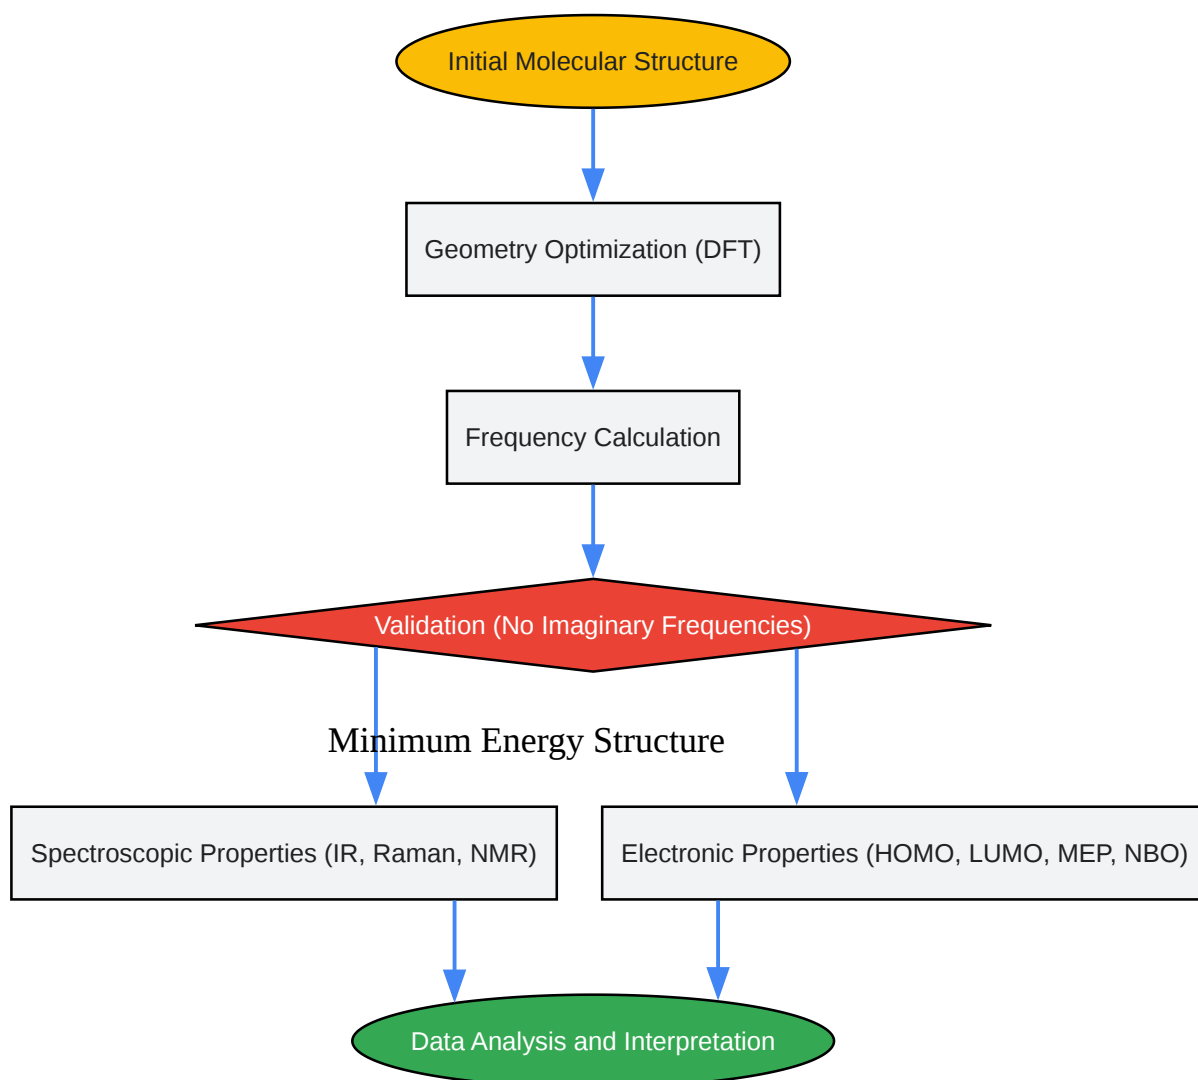 Initial Molecular Structure
Geometry Optimization (DFT)
Frequency Calculation
Validation (No Imaginary Frequencies)
Minimum Energy Structure
Spectroscopic Properties (IR, Raman, NMR)
Electronic Properties (HOMO, LUMO, MEP, NBO)
Data Analysis and Interpretation